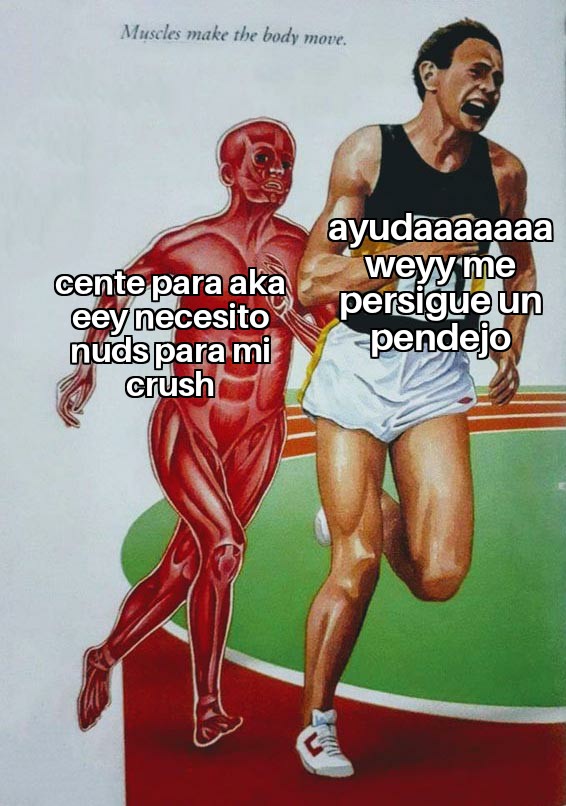 Muscles make the body move.
ayudaaaaaaa
weyy me
persigue un
pendejo
cente para aka
eey necesito
nuds para mi
crush